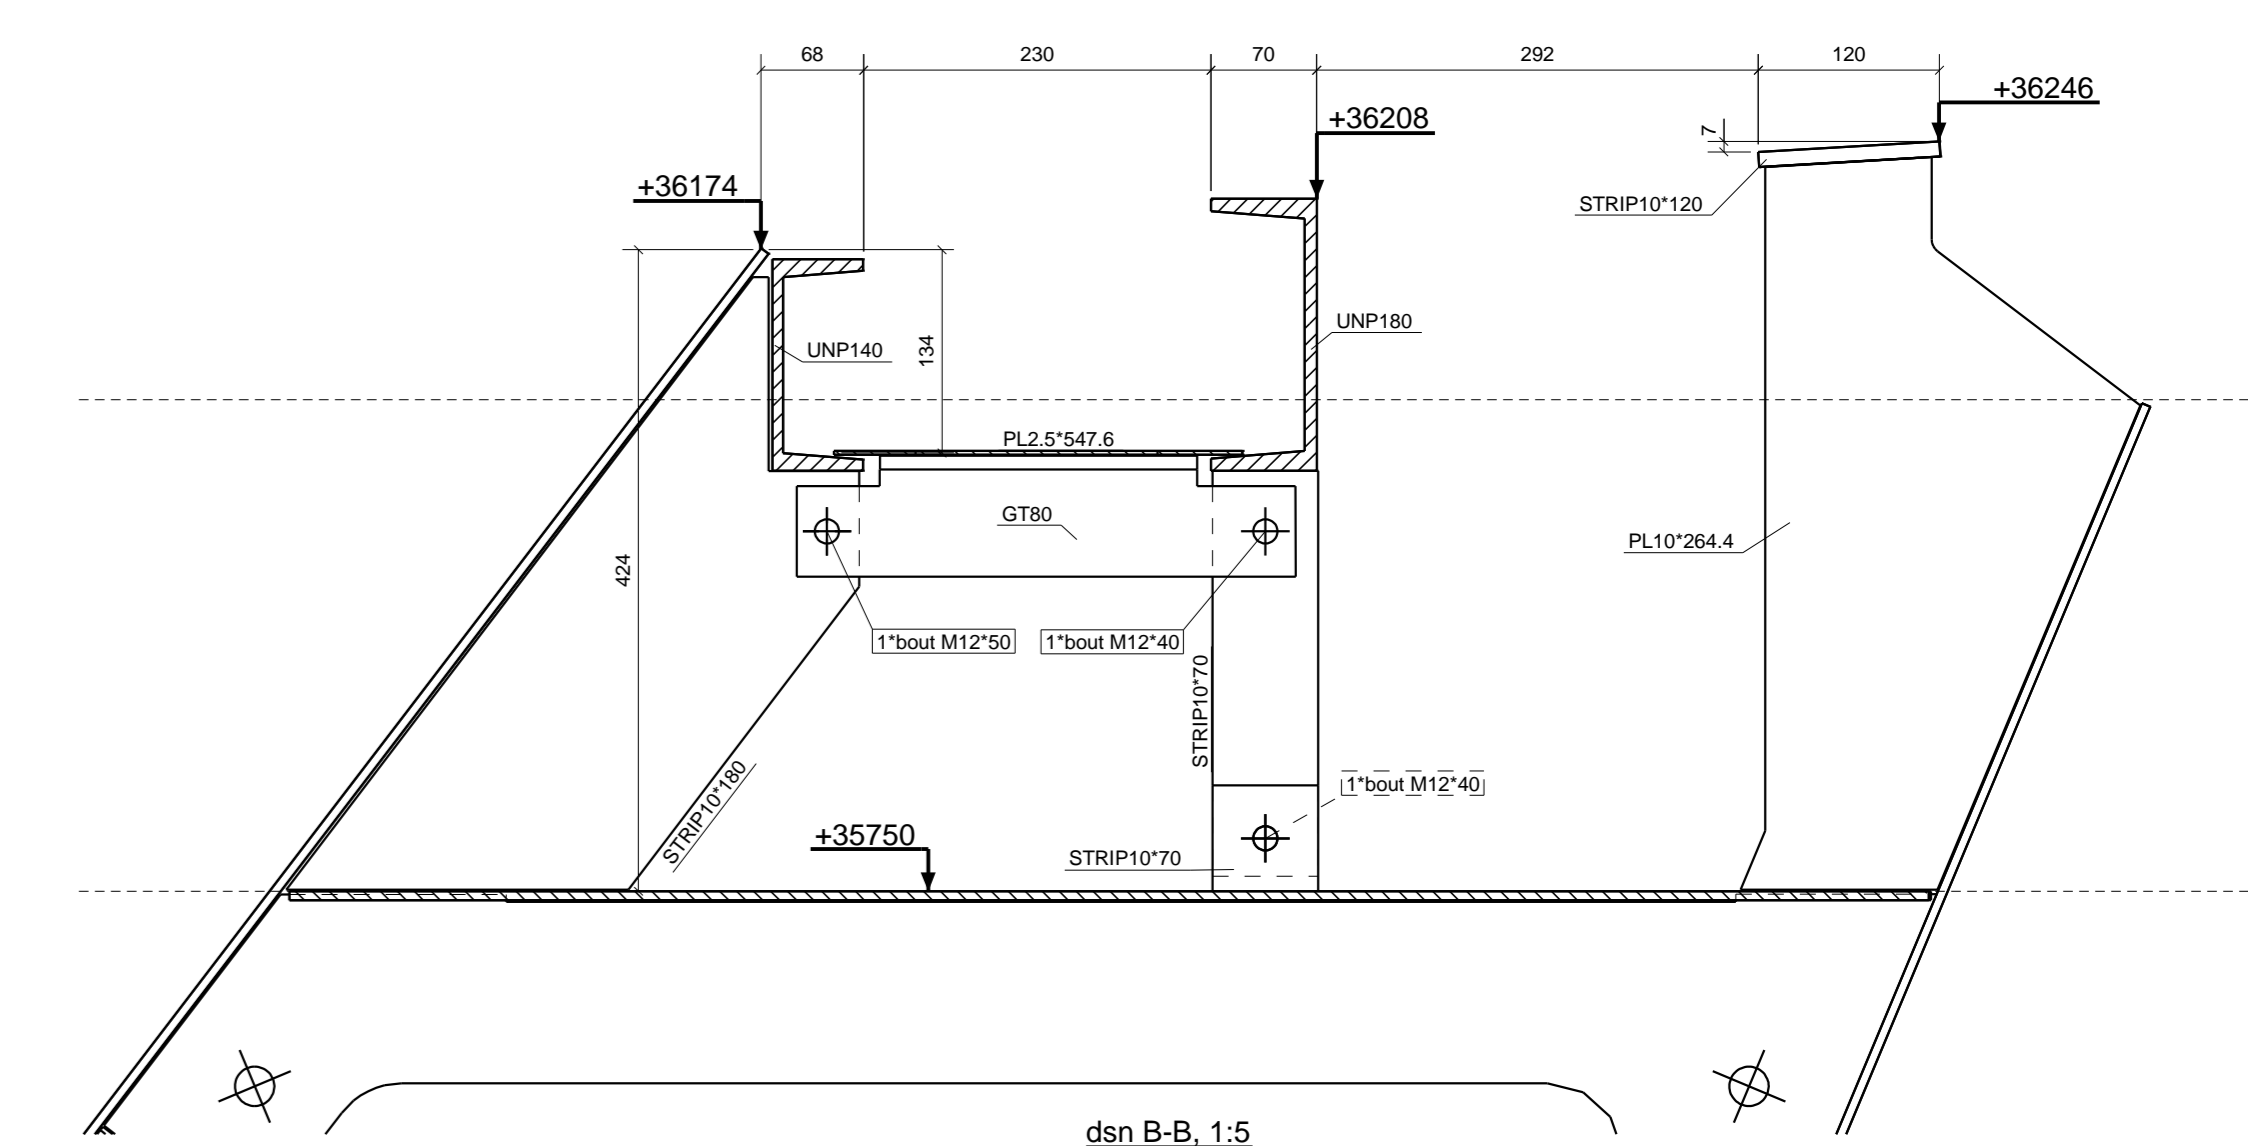 68
230
70
292
120
+36246
+36208
7
+36174
STRIP10*120
UNP180
UNP140
134
PL2.5*547.6
GT80
PL10*264.4
424
1*bout M12*50
1*bout M12*40
STRIP10*70
STRIP10*180
1*bout M12*40
+35750
STRIP10*70
dsn B-B, 1:5